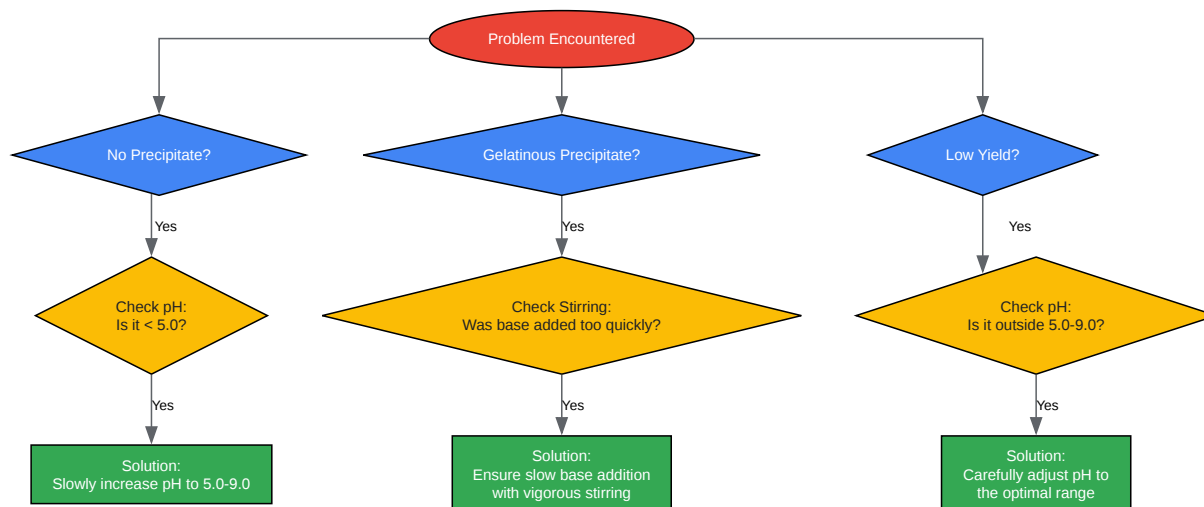 Problem Encountered
No Precipitate?
Gelatinous Precipitate?
Low Yield?
Yes
Yes
Yes
Check pH:
Is it < 5.0?
Check Stirring:
Was base added too quickly?
Check pH:
Is it outside 5.0-9.0?
Yes
Yes
Yes
Solution:
Slowly increase pH to 5.0-9.0
Solution:
Ensure slow base addition
with vigorous stirring
Solution:
Carefully adjust pH to
the optimal range